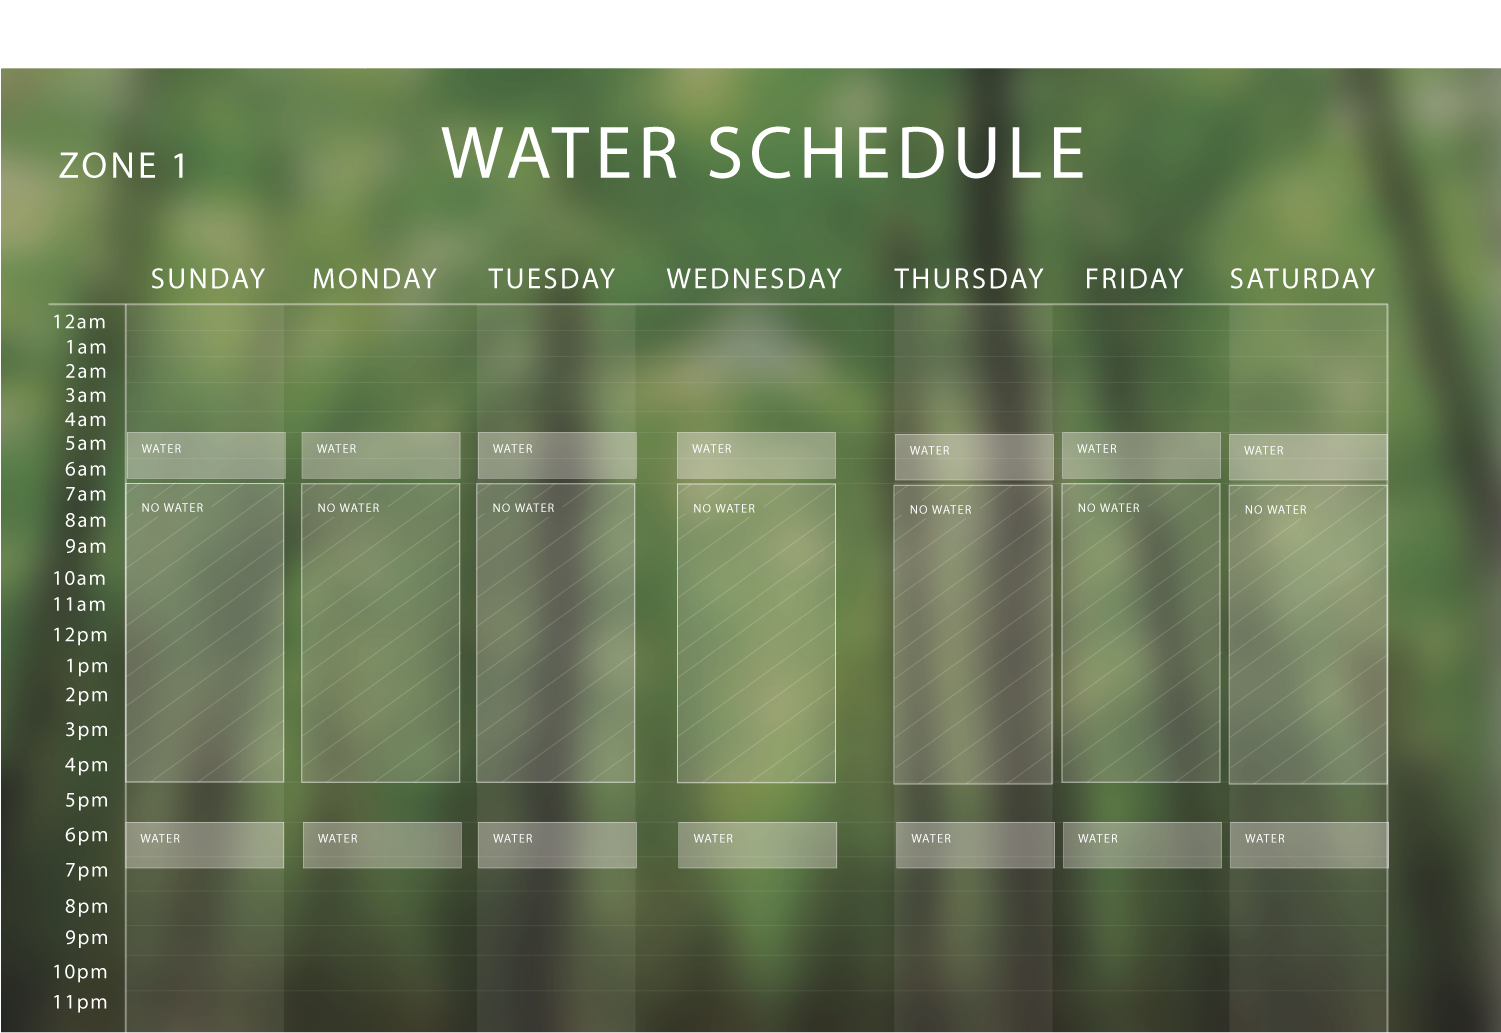 WATER SCHEDULE
ZONE 1
SUNDAY MONDAY TUESDAY WEDNESDAY THURSDAY FRIDAY SATURDAY
12am
1am
2am
3am
4am
5am WATER WATER WATER WATER WATER WATER WATER
6am
7am
8am NO WATER NO WATER NO WATER NO WATER NO WATER NO WATER NO WATER
9am
10am
11am
12pm
1pm
2pm
3pm
4pm
5pm
6pm WATER WATER WATER WATER WATER WATER WATER
7pm
8pm
9pm
10pm
11pm